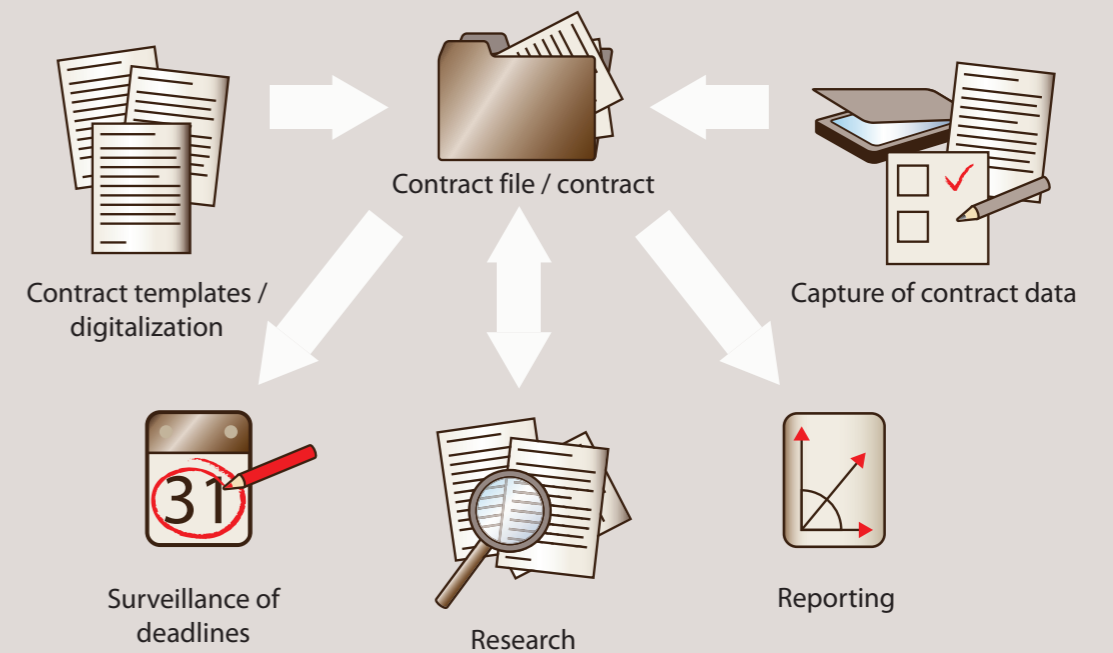 Contract file / contract
Contract templates /
digitalization
Capture of contract data
31
Surveillance of
deadlines
Research
Reporting